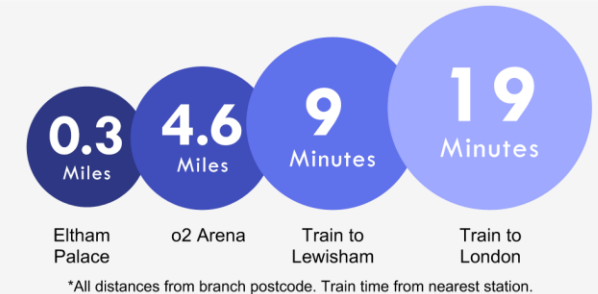 0.3
Miles
4.6
Miles
9
Minutes
19
Minutes
Eltham
Palace
o2 Arena
Train to
Lewisham
Train to
London
*All distances from branch postcode. Train time from nearest station.